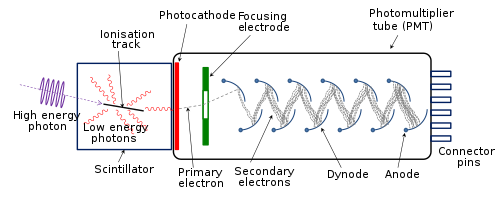 Photocathode
Focusing
electrode
Photomultiplier
tube (PMT)
Ionisation
track
High energy
photon
Low energy
photons
Scintillator
Primary
electron
Secondary
electrons
Dynode
Anode
Connector
pins